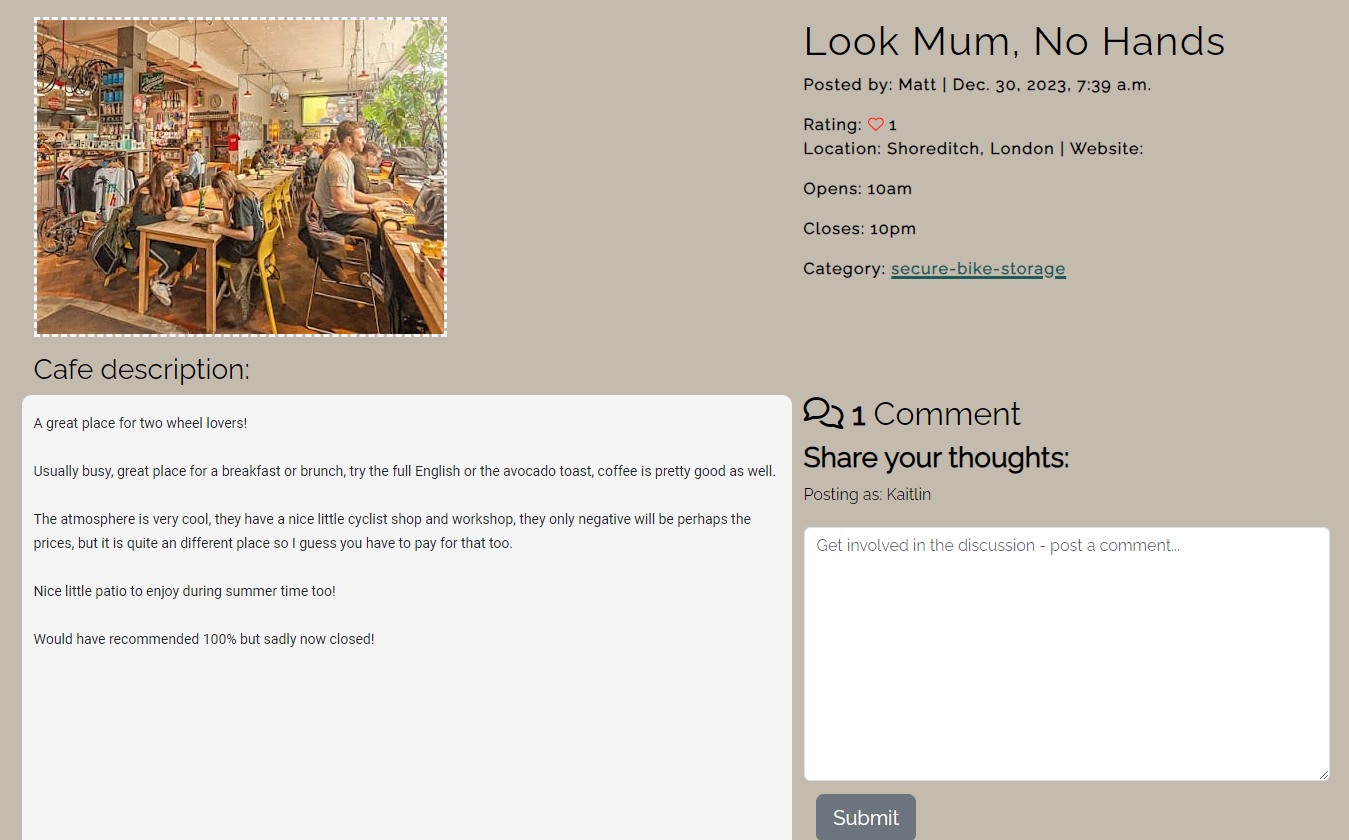 Look Mum, No Hands
Posted by: Matt | Dec. 30, 2023, 7:39 a.m.
Rating: 1
Location: Shoreditch, London | Website:
Opens: 10am
Closes: 10pm
Category: secure-bike-storage
Cafe description:
A great place for two wheel lovers!
Usually busy, great place for a breakfast or brunch, try the full English or the avocado toast, coffee is pretty good as well.
The atmosphere is very cool, they have a nice little cyclist shop and workshop, they only negative will be perhaps the
prices, but it is quite an different place so I guess you have to pay for that too.
Nice little patio to enjoy during summer time too!
Would have recommended 100% but sadly now closed!
1 Comment
Share your thoughts:
Posting as: Kaitlin
Get involved in the discussion - post a comment...
Submit